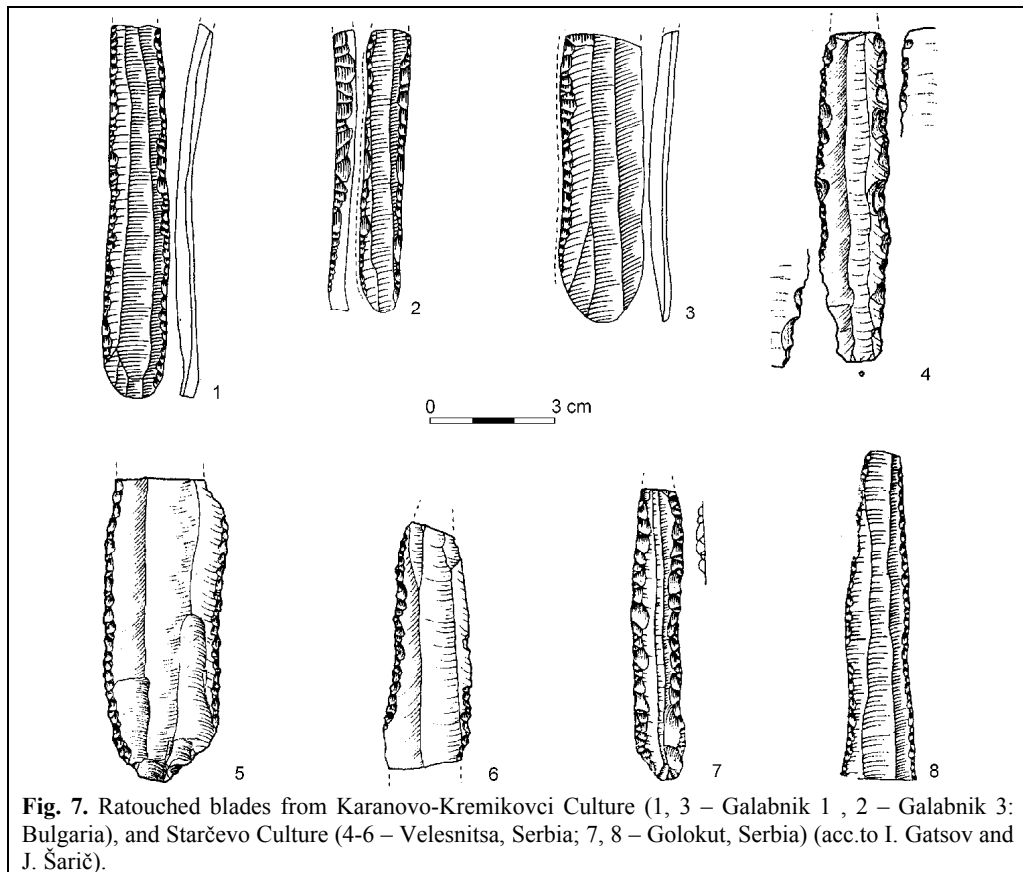 1
2
3
4
0 3 cm
5
6
7
8
Fig. 7. Ratouched blades from Karanovo-Kremikovci Culture (1, 3 – Galabnik 1 , 2 – Galabnik 3:
Bulgaria), and Starčevo Culture (4-6 – Velesnitsa, Serbia; 7, 8 – Golokut, Serbia) (acc.to I. Gatsov and
J. Šarič).